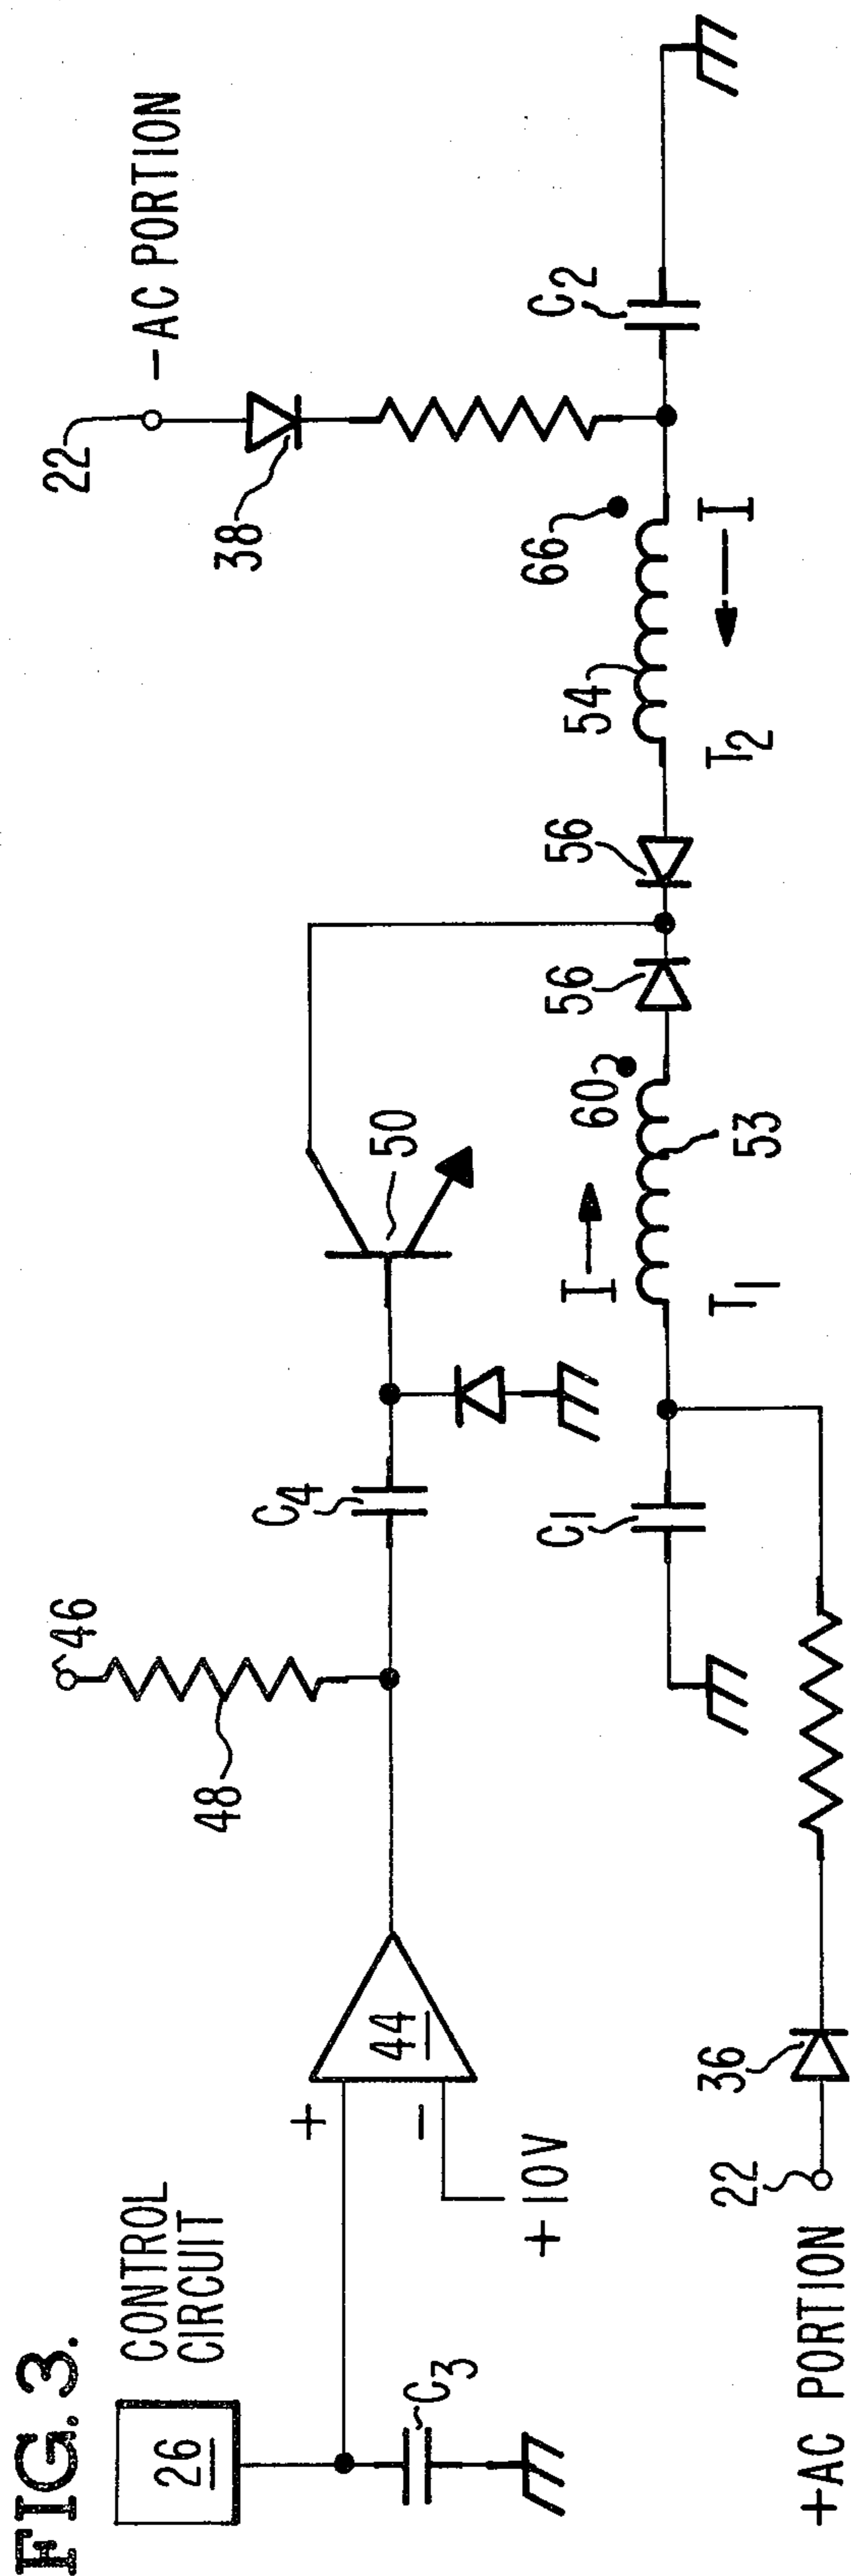 FIG. 3.
CONTROL
CIRCUIT
26
C3
+
-
+10V
44
46
48
C4
50
22
-AC PORTION
38
C1
I
T1
53
60
56
56
54
T2
66
I
C2
+AC PORTION
22
36